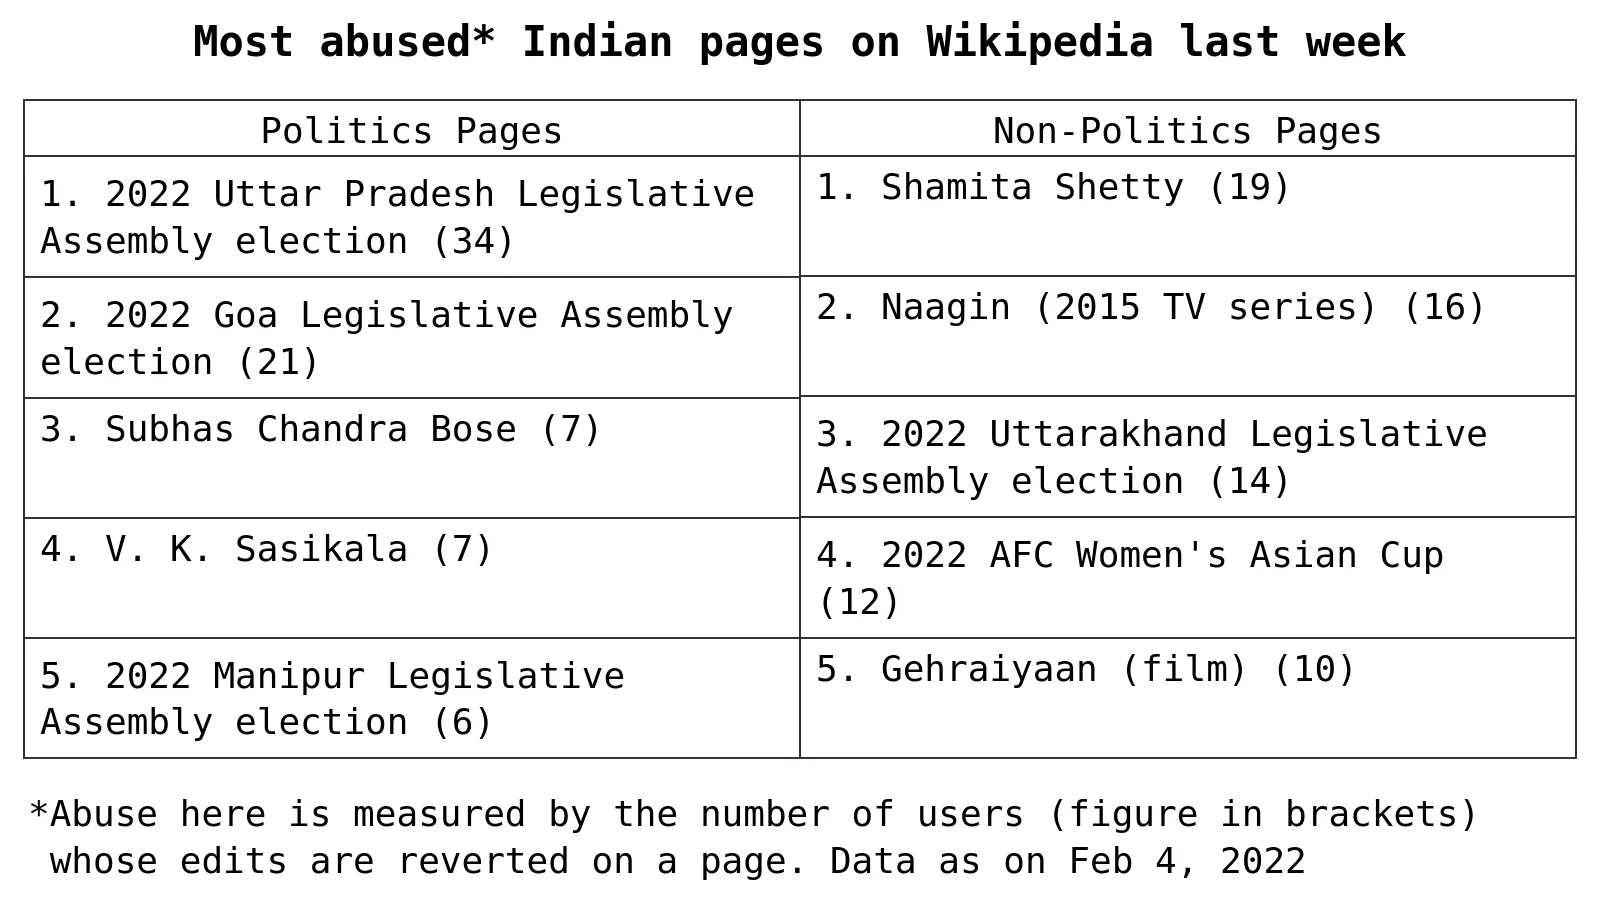 Most abused* Indian pages on Wikipedia last week
Politics Pages
1. 2022 Uttar Pradesh Legislative
Assembly election (34)
2. 2022 Goa Legislative Assembly
election (21)
3. Subhas Chandra Bose (7)
4. V. K. Sasikala (7)
5. 2022 Manipur Legislative
Assembly election (6)
Non-Politics Pages
1. Shamita Shetty (19)
2. Naagin (2015 TV series) (16)
3. 2022 Uttarakhand Legislative
Assembly election (14)
4. 2022 AFC Women's Asian Cup
(12)
5. Gehraiyaan (film) (10)
*Abuse here is measured by the number of users (figure in brackets)
whose edits are reverted on a page. Data as on Feb 4, 2022